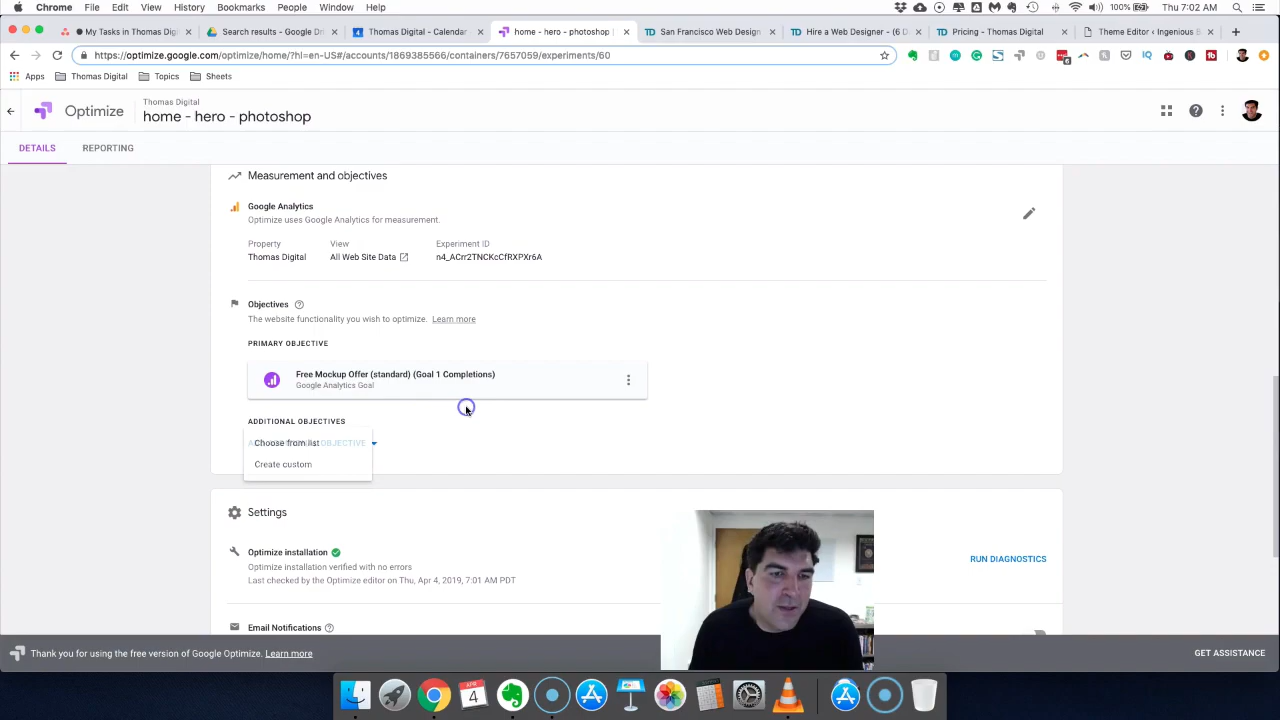 Chrome File Edit View History Bookmarks People Window Help 100% Thu 7:02 AM
My Tasks in Thomas Digi Search results - Google Dr Thomas Digital - Calendar home - hero - photoshop San Francisco Web Design Hire a Web Designer - (6 D Pricing - Thomas Digital Theme Editor ‹ Ingenious B
https://optimize.google.com/optimize/home/?hl=en-US#/accounts/1869385566/containers/7657059/experiments/60
Apps Thomas Digital Topics Sheets
Thomas Digital
Optimize home - hero - photoshop
DETAILS REPORTING
Measurement and objectives
Google Analytics
Optimize uses Google Analytics for measurement.
Property View Experiment ID
Thomas Digital All Web Site Data n4_ACrr2TNCKcCfRXPXr6A
Objectives
The website functionality you wish to optimize. Learn more
PRIMARY OBJECTIVE
Free Mockup Offer (standard) (Goal 1 Completions)
Google Analytics Goal
ADDITIONAL OBJECTIVES
Choose from list OBJECTIVE
Create custom
Settings
Optimize installation
Optimize installation verified with no errors
RUN DIAGNOSTICS
Last checked by the Optimize editor on Thu, Apr 4, 2019, 7:01 AM PDT
Email Notifications
Thank you for using the free version of Google Optimize. Learn more GET ASSISTANCE
APR
4